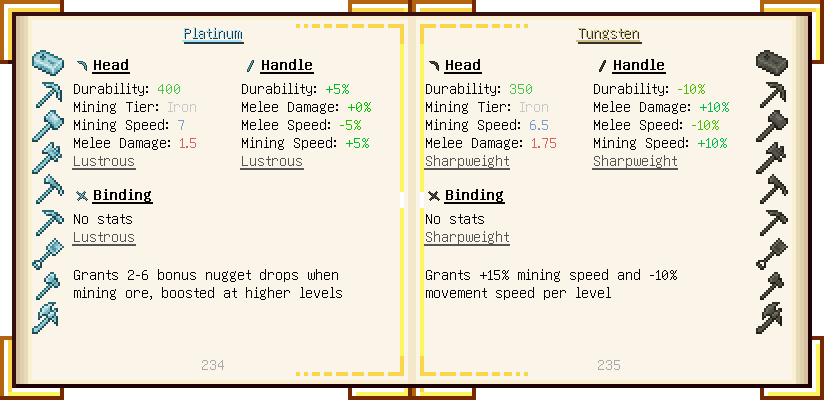 Platinum
Head
Durability: 400
Mining Tier: Iron
Mining Speed: 7
Melee Damage: 1.5
Lustrous
Handle
Durability: +5%
Melee Damage: +0%
Melee Speed: -5%
Mining Speed: +5%
Lustrous
Binding
No stats
Lustrous
Grants 2-6 bonus nugget drops when
mining ore, boosted at higher levels
234
Tungsten
Head
Durability: 350
Mining Tier: Iron
Mining Speed: 6.5
Melee Damage: 1.75
Sharpweight
Handle
Durability: -10%
Melee Damage: +10%
Melee Speed: -10%
Mining Speed: +10%
Sharpweight
Binding
No stats
Sharpweight
Grants +15% mining speed and -10%
movement speed per level
235